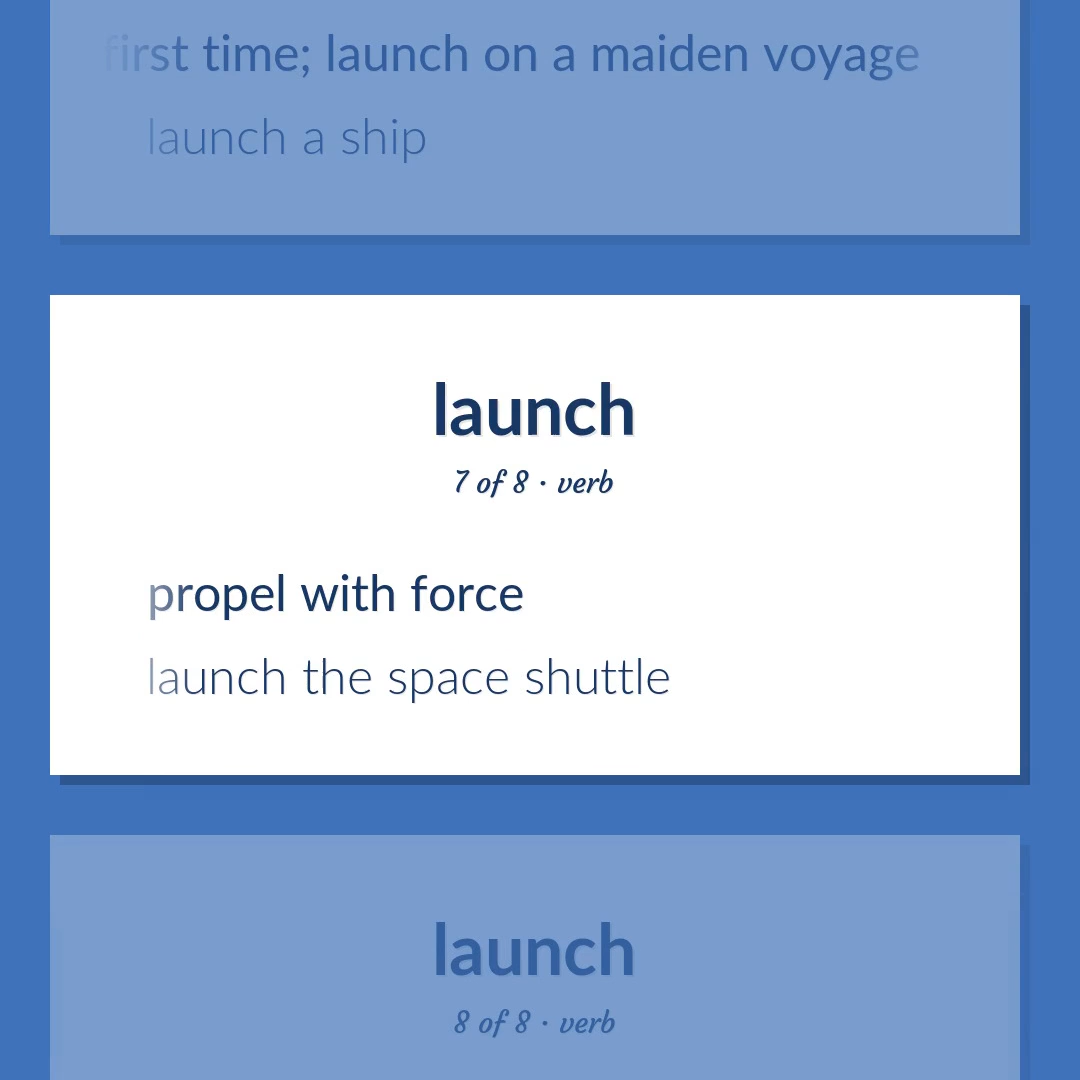 first time; launch on a maiden voyage
launch a ship
launch
7 of 8 · verb
propel with force
launch the space shuttle
launch
8 of 8 · verb